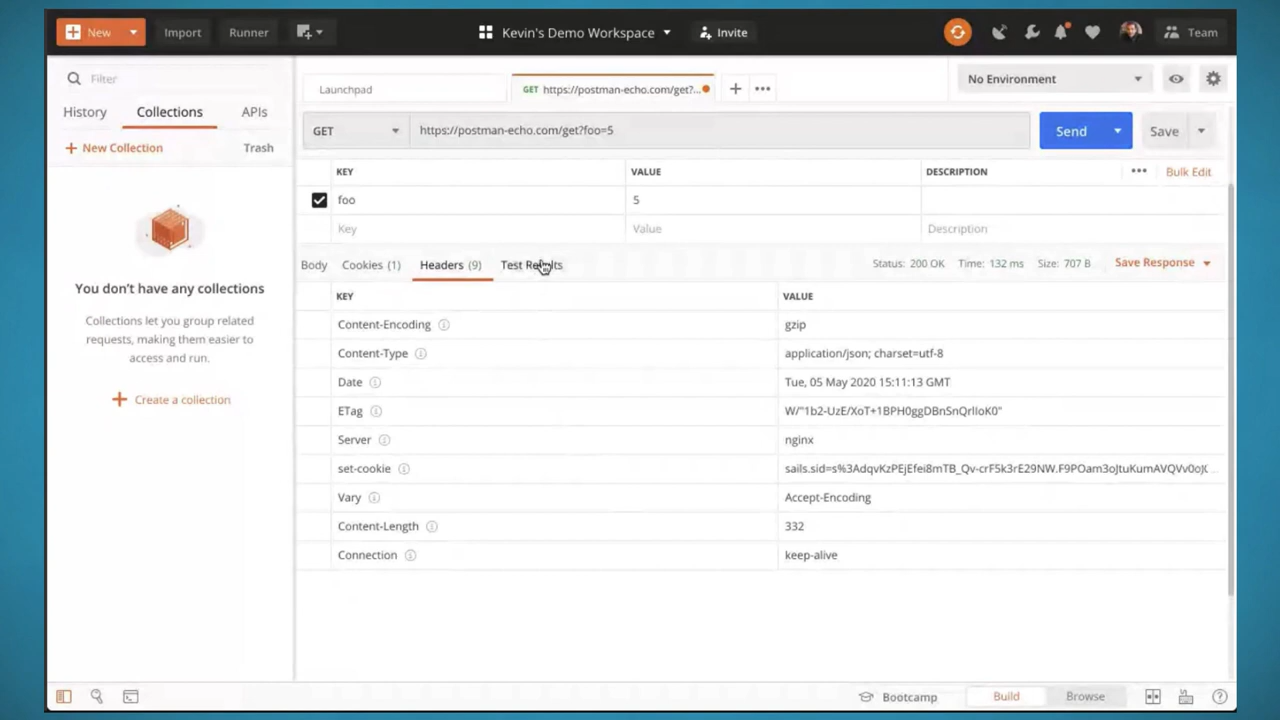 New Import Runner Kevin's Demo Workspace Invite Team
Filter
Launchpad GET https://postman-echo.com/get?... No Environment
History Collections APIs
GET https://postman-echo.com/get?foo=5 Send Save
New Collection Trash
KEY VALUE DESCRIPTION Bulk Edit
foo 5
Key Value Description
Body Cookies (1) Headers (9) Test Results Status: 200 OK Time: 132 ms Size: 707 B Save Response
You don't have any collections
Collections let you group related
requests, making them easier to
access and run.
Create a collection
KEY VALUE
Content-Encoding gzip
Content-Type application/json; charset=utf-8
Date Tue, 05 May 2020 15:11:13 GMT
ETag
Server nginx
set-cookie
Vary Accept-Encoding
Content-Length 332
Connection keep-alive
Bootcamp Build Browse